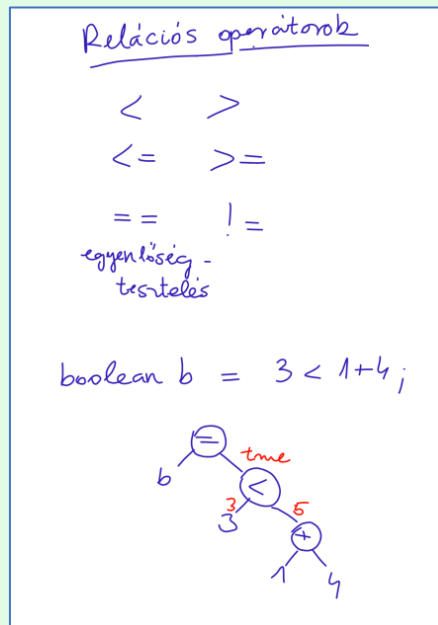 Relációs operátorok
< >
<= >=
== !=
egyenlőség -
tesztelés
boolean b = 3 < 1+4;
=
true
b <
3 5
3 +
1 4